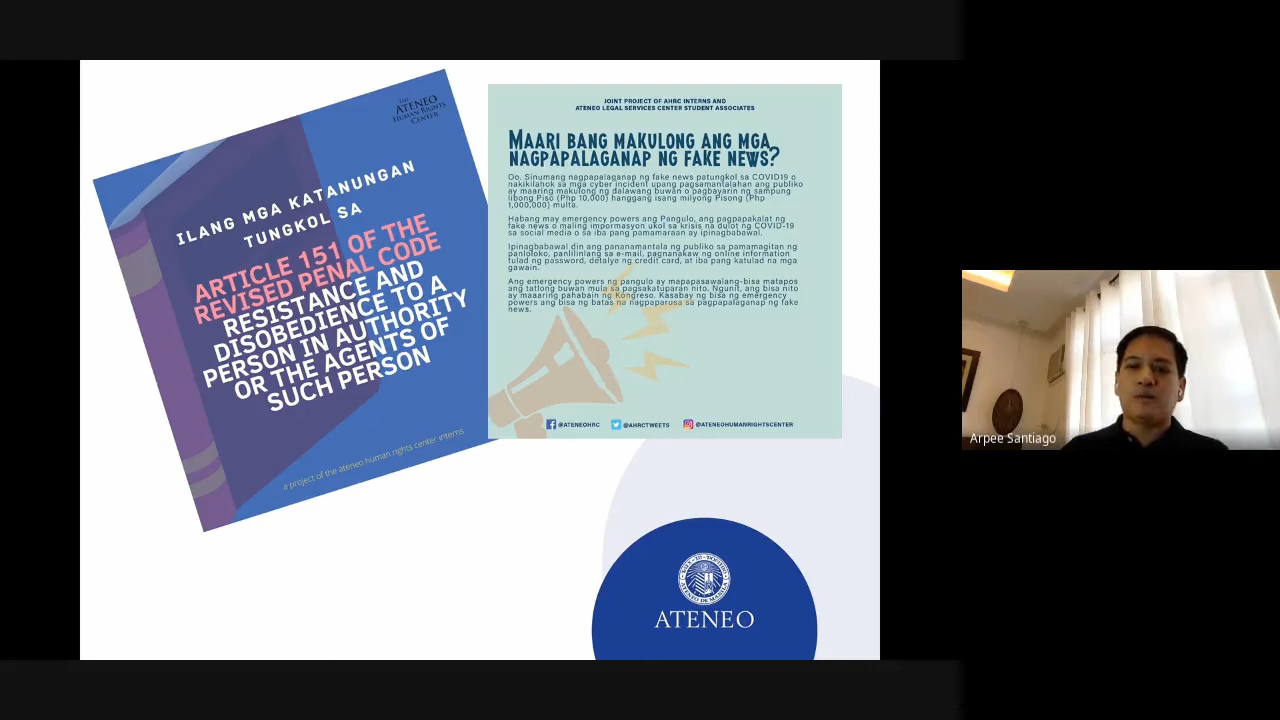 THE
ATENEO
HUMAN RIGHTS
CENTER
ILANG MGA KATANUNGAN
TUNGKOL SA
ARTICLE 151 OF THE
REVISED PENAL CODE
RESISTANCE AND
DISOBEDIENCE TO A
PERSON IN AUTHORITY
OR THE AGENTS OF
SUCH PERSON
a project of the ateneo human rights center interns
JOINT PROJECT OF AHRC INTERNS AND
ATENEO LEGAL SERVICES CENTER STUDENT ASSOCIATES
MAARI BANG MAKULONG ANG MGA
NAGPAPALAGANAP NG FAKE NEWS?
Oo. Sinumang nagpapalaganap ng fake news patungkol sa COVID19 o
nakikilahok sa mga cyber incident upang pagsamantalahan ang publiko
ay maaring makulong ng dalawang buwan o pagbayarin ng sampung
libong Piso (Php 10,000) hanggang isang milyong Pisong (Php
1,000,000) multa.
Habang may emergency powers ang Pangulo, ang pagpapakalat ng
fake news o maling impormasyon ukol sa krisis na dulot ng COVID-19
sa social media o sa iba pang pamamaraan ay ipinagbabawal.
Ipinagbabawal din ang pananamantala ng publiko sa pamamagitan ng
panloloko, panlilinlang sa e-mail, pagnanakaw ng online information
tulad ng password, detalye ng credit card, at iba pang katulad na mga
gawain.
Ang emergency powers ng pangulo ay mapapasawalang-bisa matapos
ang tatlong buwan mula sa pagsakatuparan nito. Ngunit, ang bisa nito
ay maaaring pahabain ng Kongreso. Kasabay ng bisa ng emergency
powers ang bisa ng batas na nagpaparusa sa pagpapalaganap ng fake
news.
@ATENEOHRC @AHRCTWEETS @ATENEOHUMANRIGHTSCENTER
ATENEO
Arpee Santiago